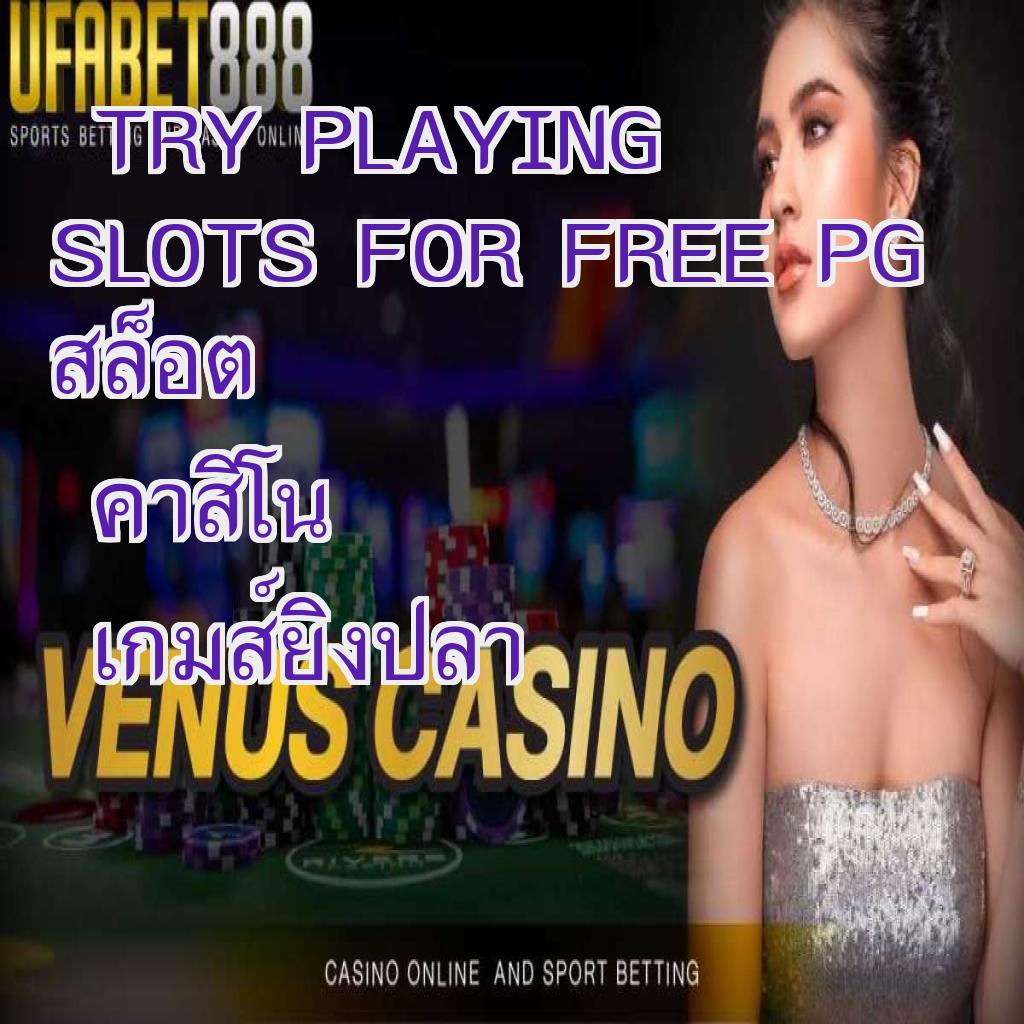 UFABET888
SPORTS BETTING ONLIN
TRY PLAYING
SLOTS FOR FREE PG
สล็อต
คาสิโน
เกมส์ยิงปลา
VENUS CASINO
CASINO ONLINE AND SPORT BETTING